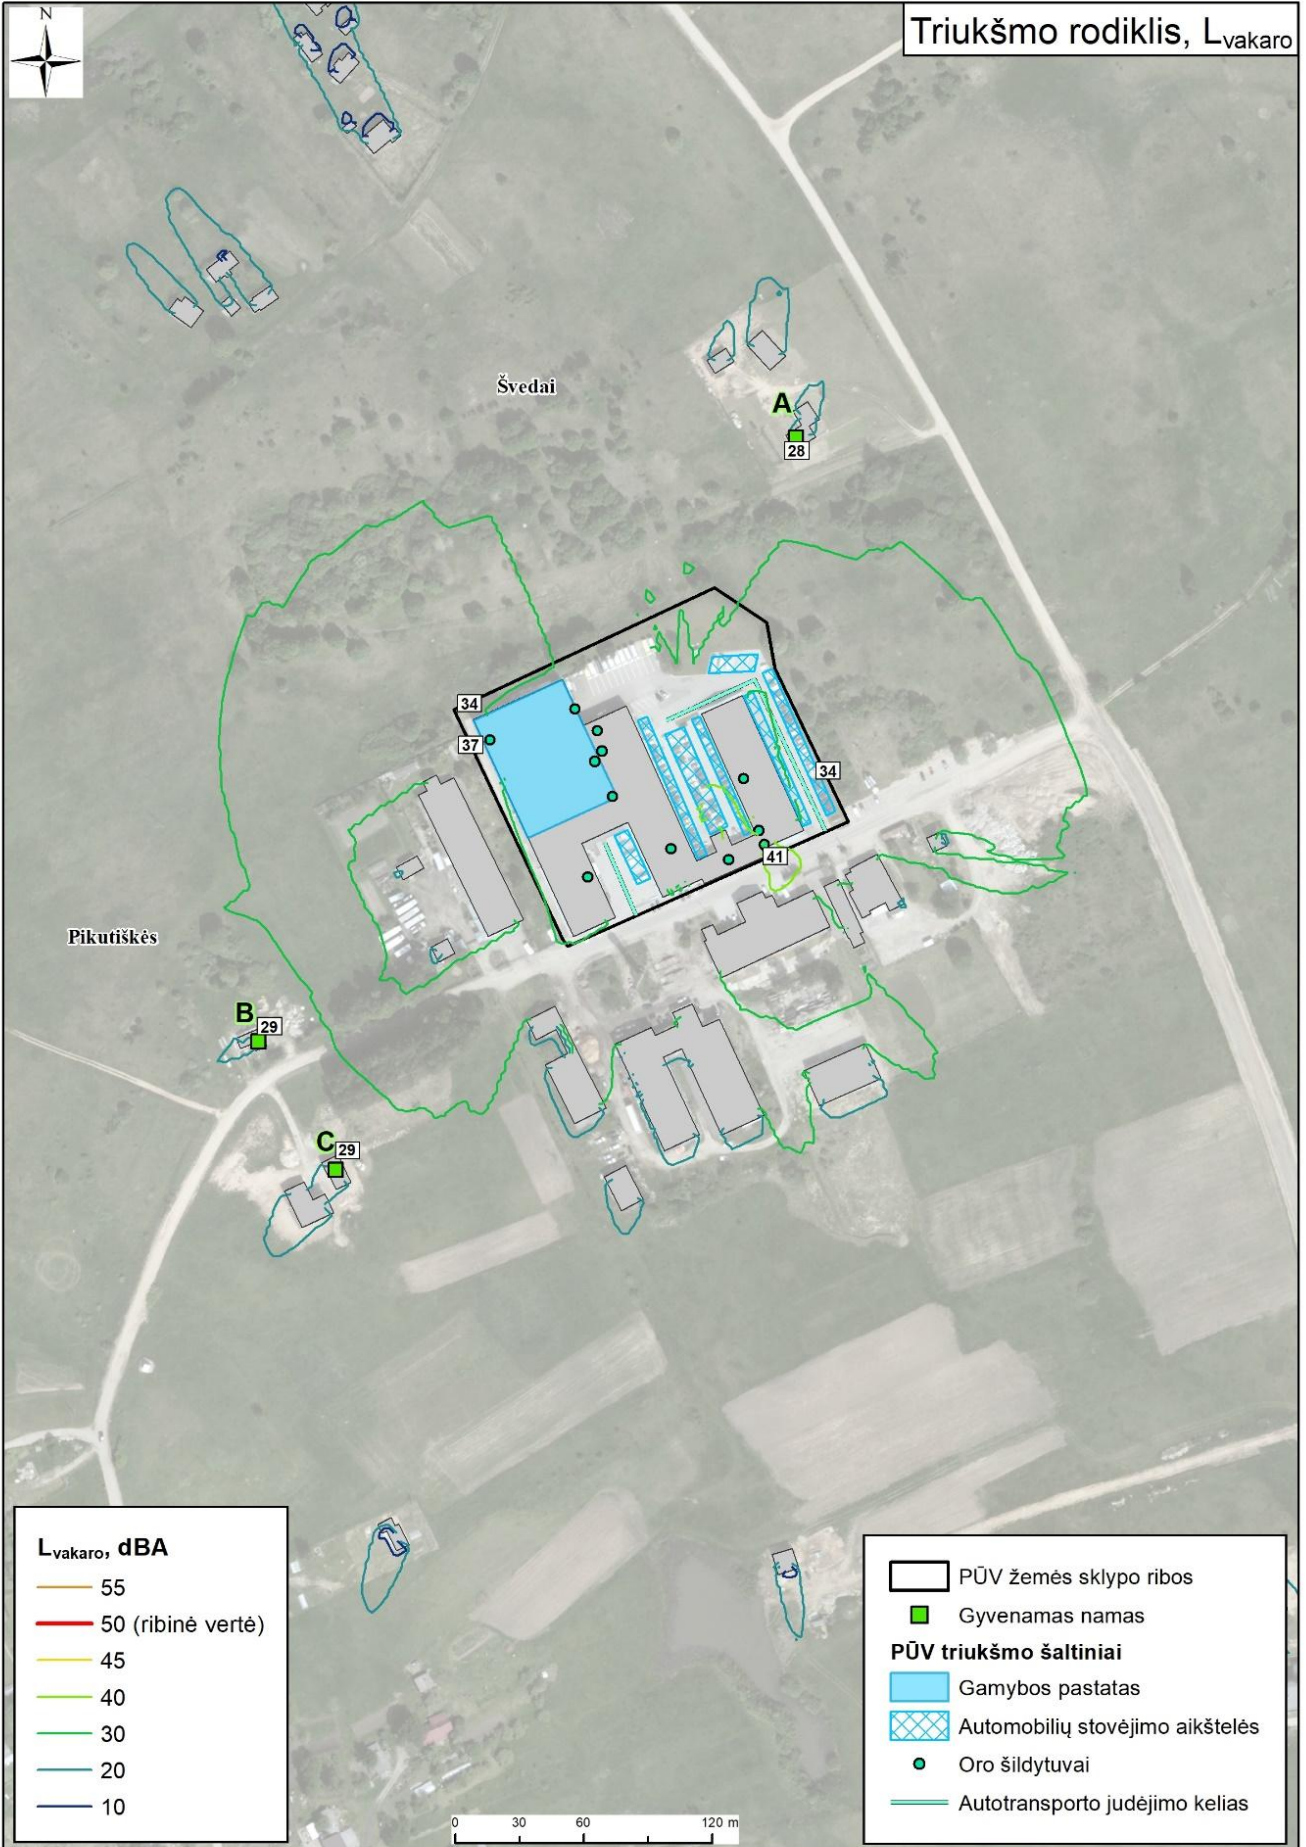 N
Triukšmo rodiklis, Lvakaro
Švedai
A
28
34
37
34
41
Pikutiškės
B
29
C
29
Lvakaro, dBA
55
50 (ribinė vertė)
45
40
30
20
10
PŪV žemės sklypo ribos
Gyvenamas namas
PŪV triukšmo šaltiniai
Gamybos pastatas
Automobilių stovėjimo aikštelės
Oro šildytuvai
Autotransporto judėjimo kelias
0 30 60 120 m